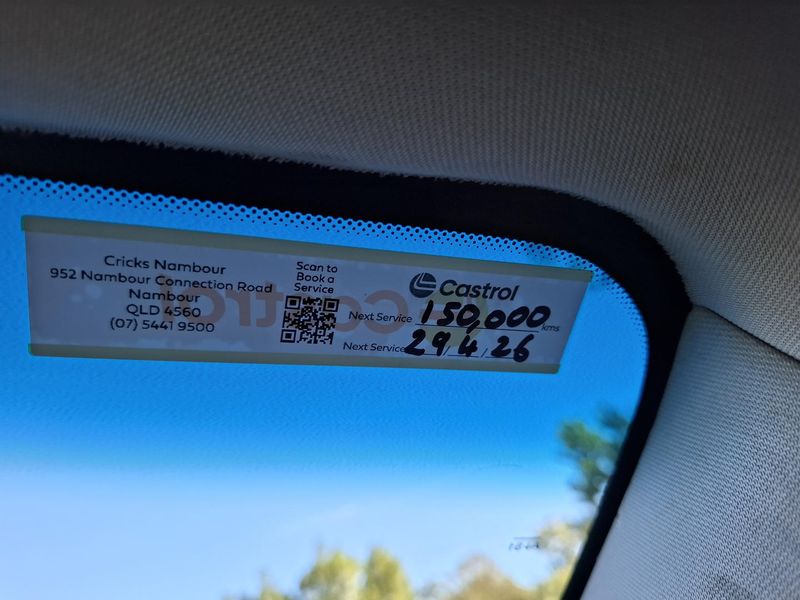 Cricks Nambour
952 Nambour Connection Road
Nambour
QLD 4560
(07) 5441 9500
Scan to
Book a
Service
Castrol
Next Service 150,000 kms
Next Service 29/4/26